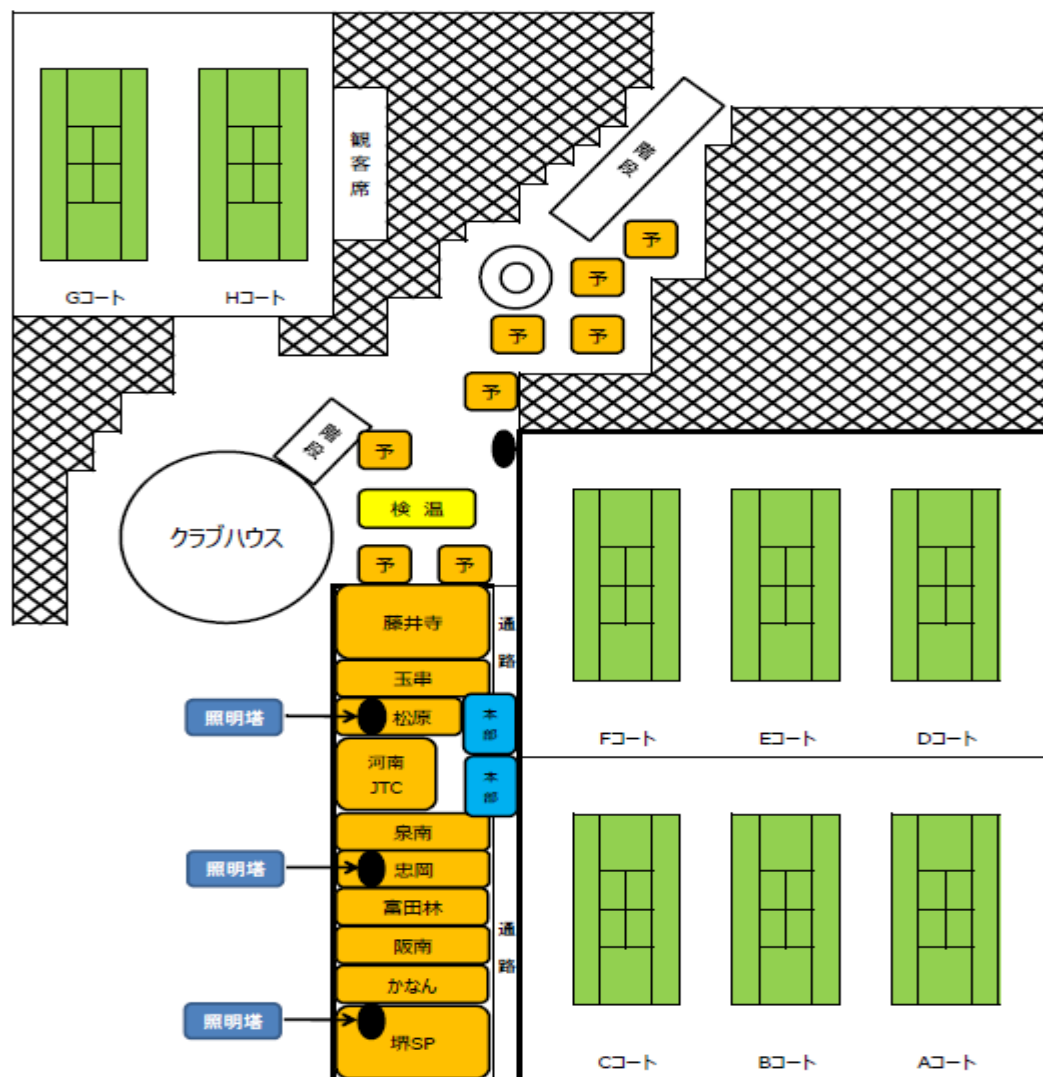 観客席
階段
予
予
Gコート
Hコート
予
予
予
階段
予
検 温
クラブハウス
予
予
藤井寺
通路
玉串
照明塔
松原
本部
Fコート
Eコート
Dコート
河南
JTC
本部
泉南
照明塔
忠岡
富田林
通路
阪南
かなん
照明塔
堺SP
Cコート
Bコート
Aコート